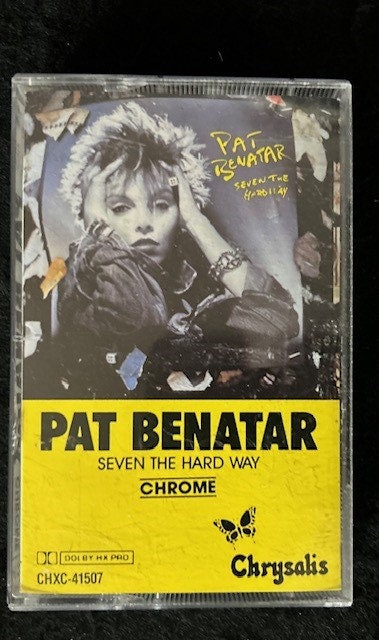 PAT
BENATAR
SEVEN THE
HARD WAY
PAT BENATAR
SEVEN THE HARD WAY
CHROME
DOLBY HX PRO
CHXC-41507
Chrysalis